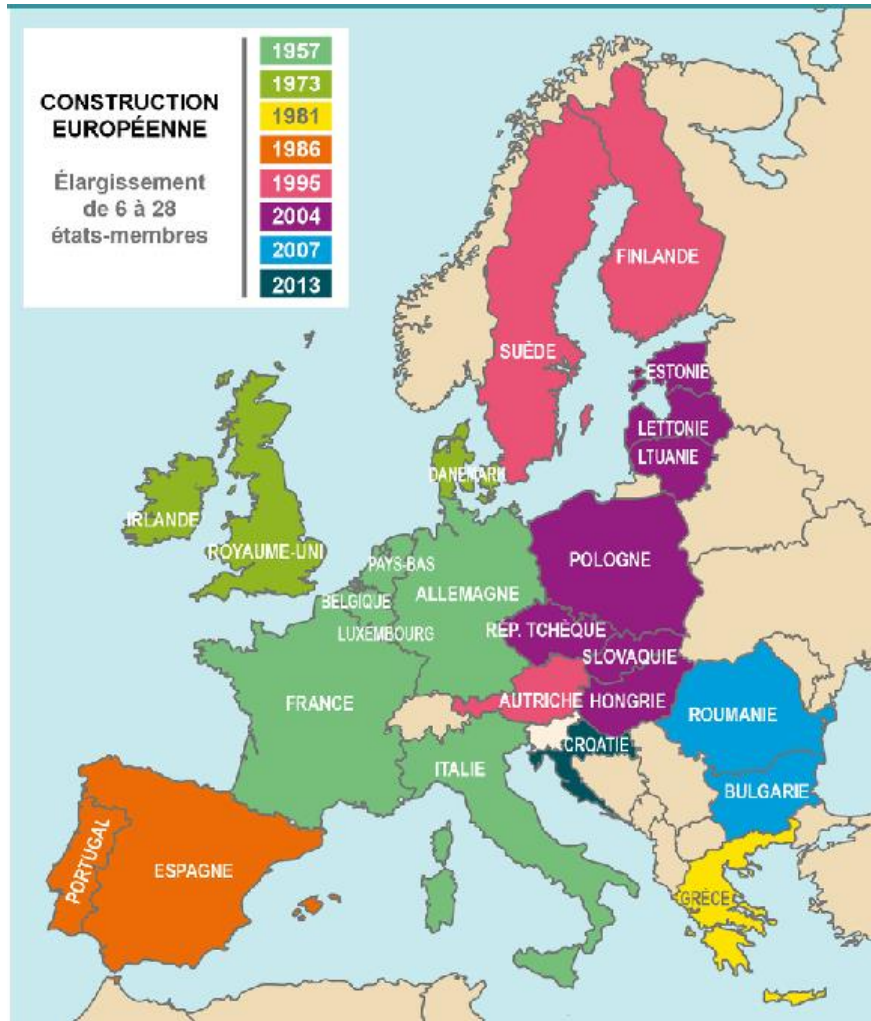 CONSTRUCTION
EUROPÉENNE
Élargissement
de 6 à 28
états-membres
1957
1973
1981
1986
1995
2004
2007
2013
FINLANDE
SUÈDE
ESTONIE
LETTONIE
LTUANIE
DANEMARK
IRLANDE
ROYAUME-UNI
PAYS-BAS
POLOGNE
BELGIQUE
ALLEMAGNE
LUXEMBOURG
RÉP. TCHÈQUE
SLOVAQUIE
FRANCE
AUTRICHE
HONGRIE
ROUMANIE
CROATIE
ITALIE
BULGARIE
PORTUGAL
ESPAGNE
GRÈCE